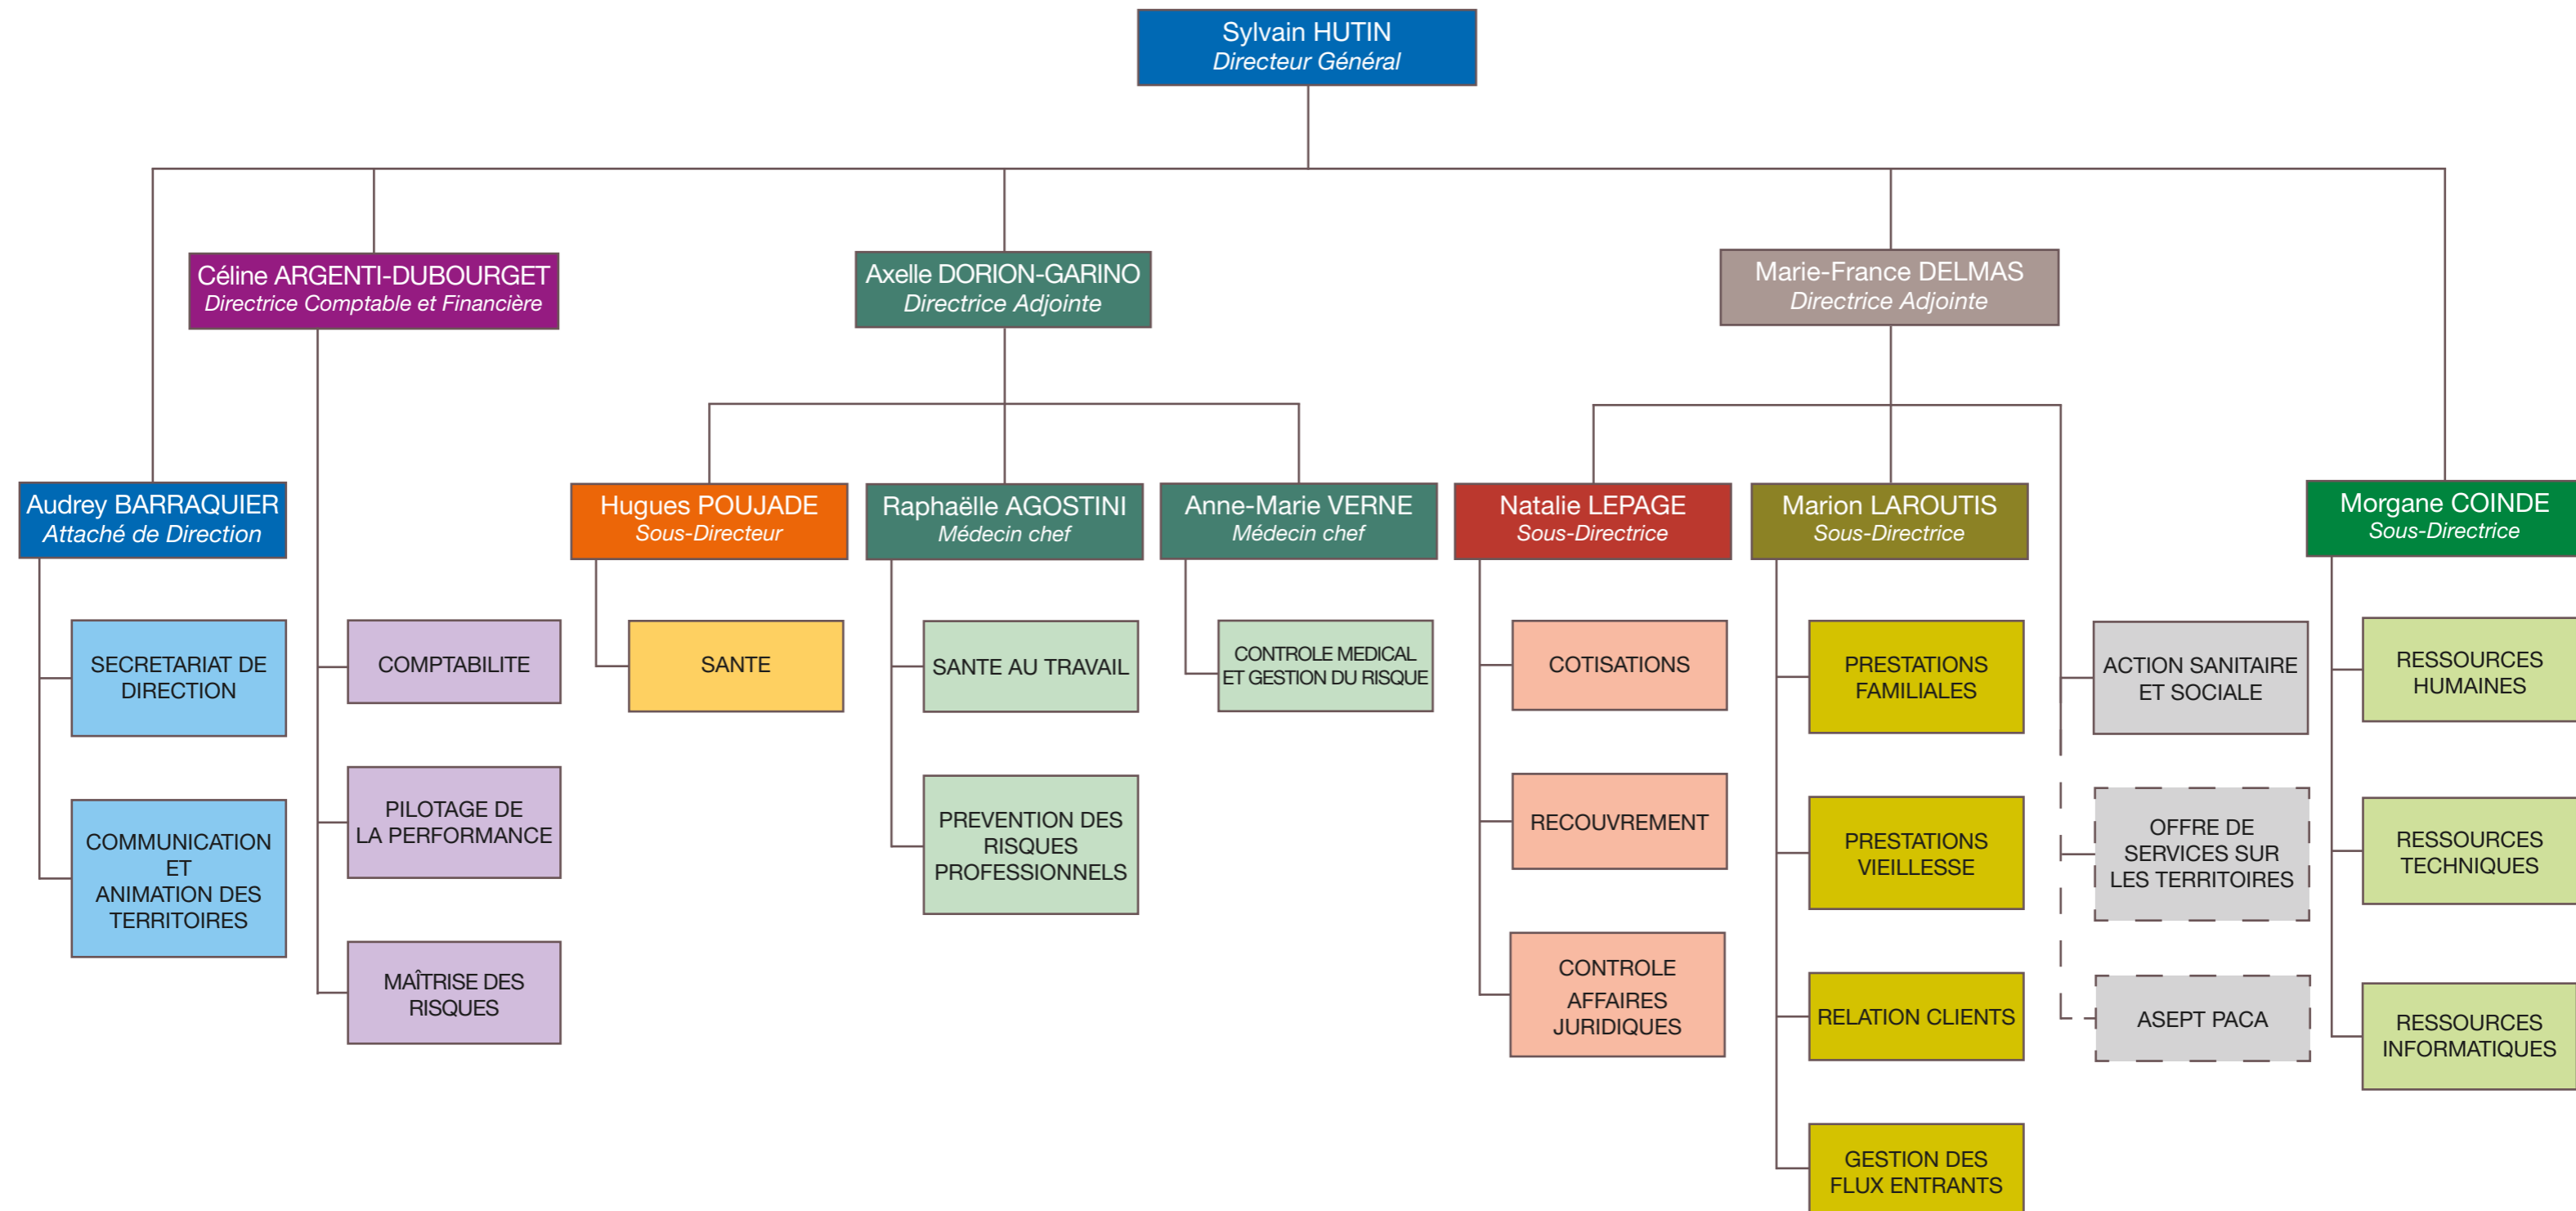 Sylvain HUTIN
Directeur Général
Céline ARGENTI-DUBOURGET
Directrice Comptable et Financière
Axelle DORION-GARINO
Directrice Adjointe
Marie-France DELMAS
Directrice Adjointe
Audrey BARRAQUIER
Attaché de Direction
Hugues POUJADE
Sous-Directeur
Raphaëlle AGOSTINI
Médecin chef
Anne-Marie VERNE
Médecin chef
Natalie LEPAGE
Sous-Directrice
Marion LAROUTIS
Sous-Directrice
Morgane COINDE
Sous-Directrice
SECRETARIAT DE
DIRECTION
COMMUNICATION
ET
ANIMATION DES
TERRITOIRES
COMPTABILITE
PILOTAGE DE
LA PERFORMANCE
MAÎTRISE DES
RISQUES
SANTE
SANTE AU TRAVAIL
PREVENTION DES
RISQUES
PROFESSIONNELS
CONTROLE MEDICAL
ET GESTION DU RISQUE
COTISATIONS
RECOUVREMENT
CONTROLE
AFFAIRES
JURIDIQUES
PRESTATIONS
FAMILIALES
PRESTATIONS
VIEILLESSE
RELATION CLIENTS
GESTION DES
FLUX ENTRANTS
ACTION SANITAIRE
ET SOCIALE
OFFRE DE
SERVICES SUR
LES TERRITOIRES
ASEPT PACA
RESSOURCES
HUMAINES
RESSOURCES
TECHNIQUES
RESSOURCES
INFORMATIQUES